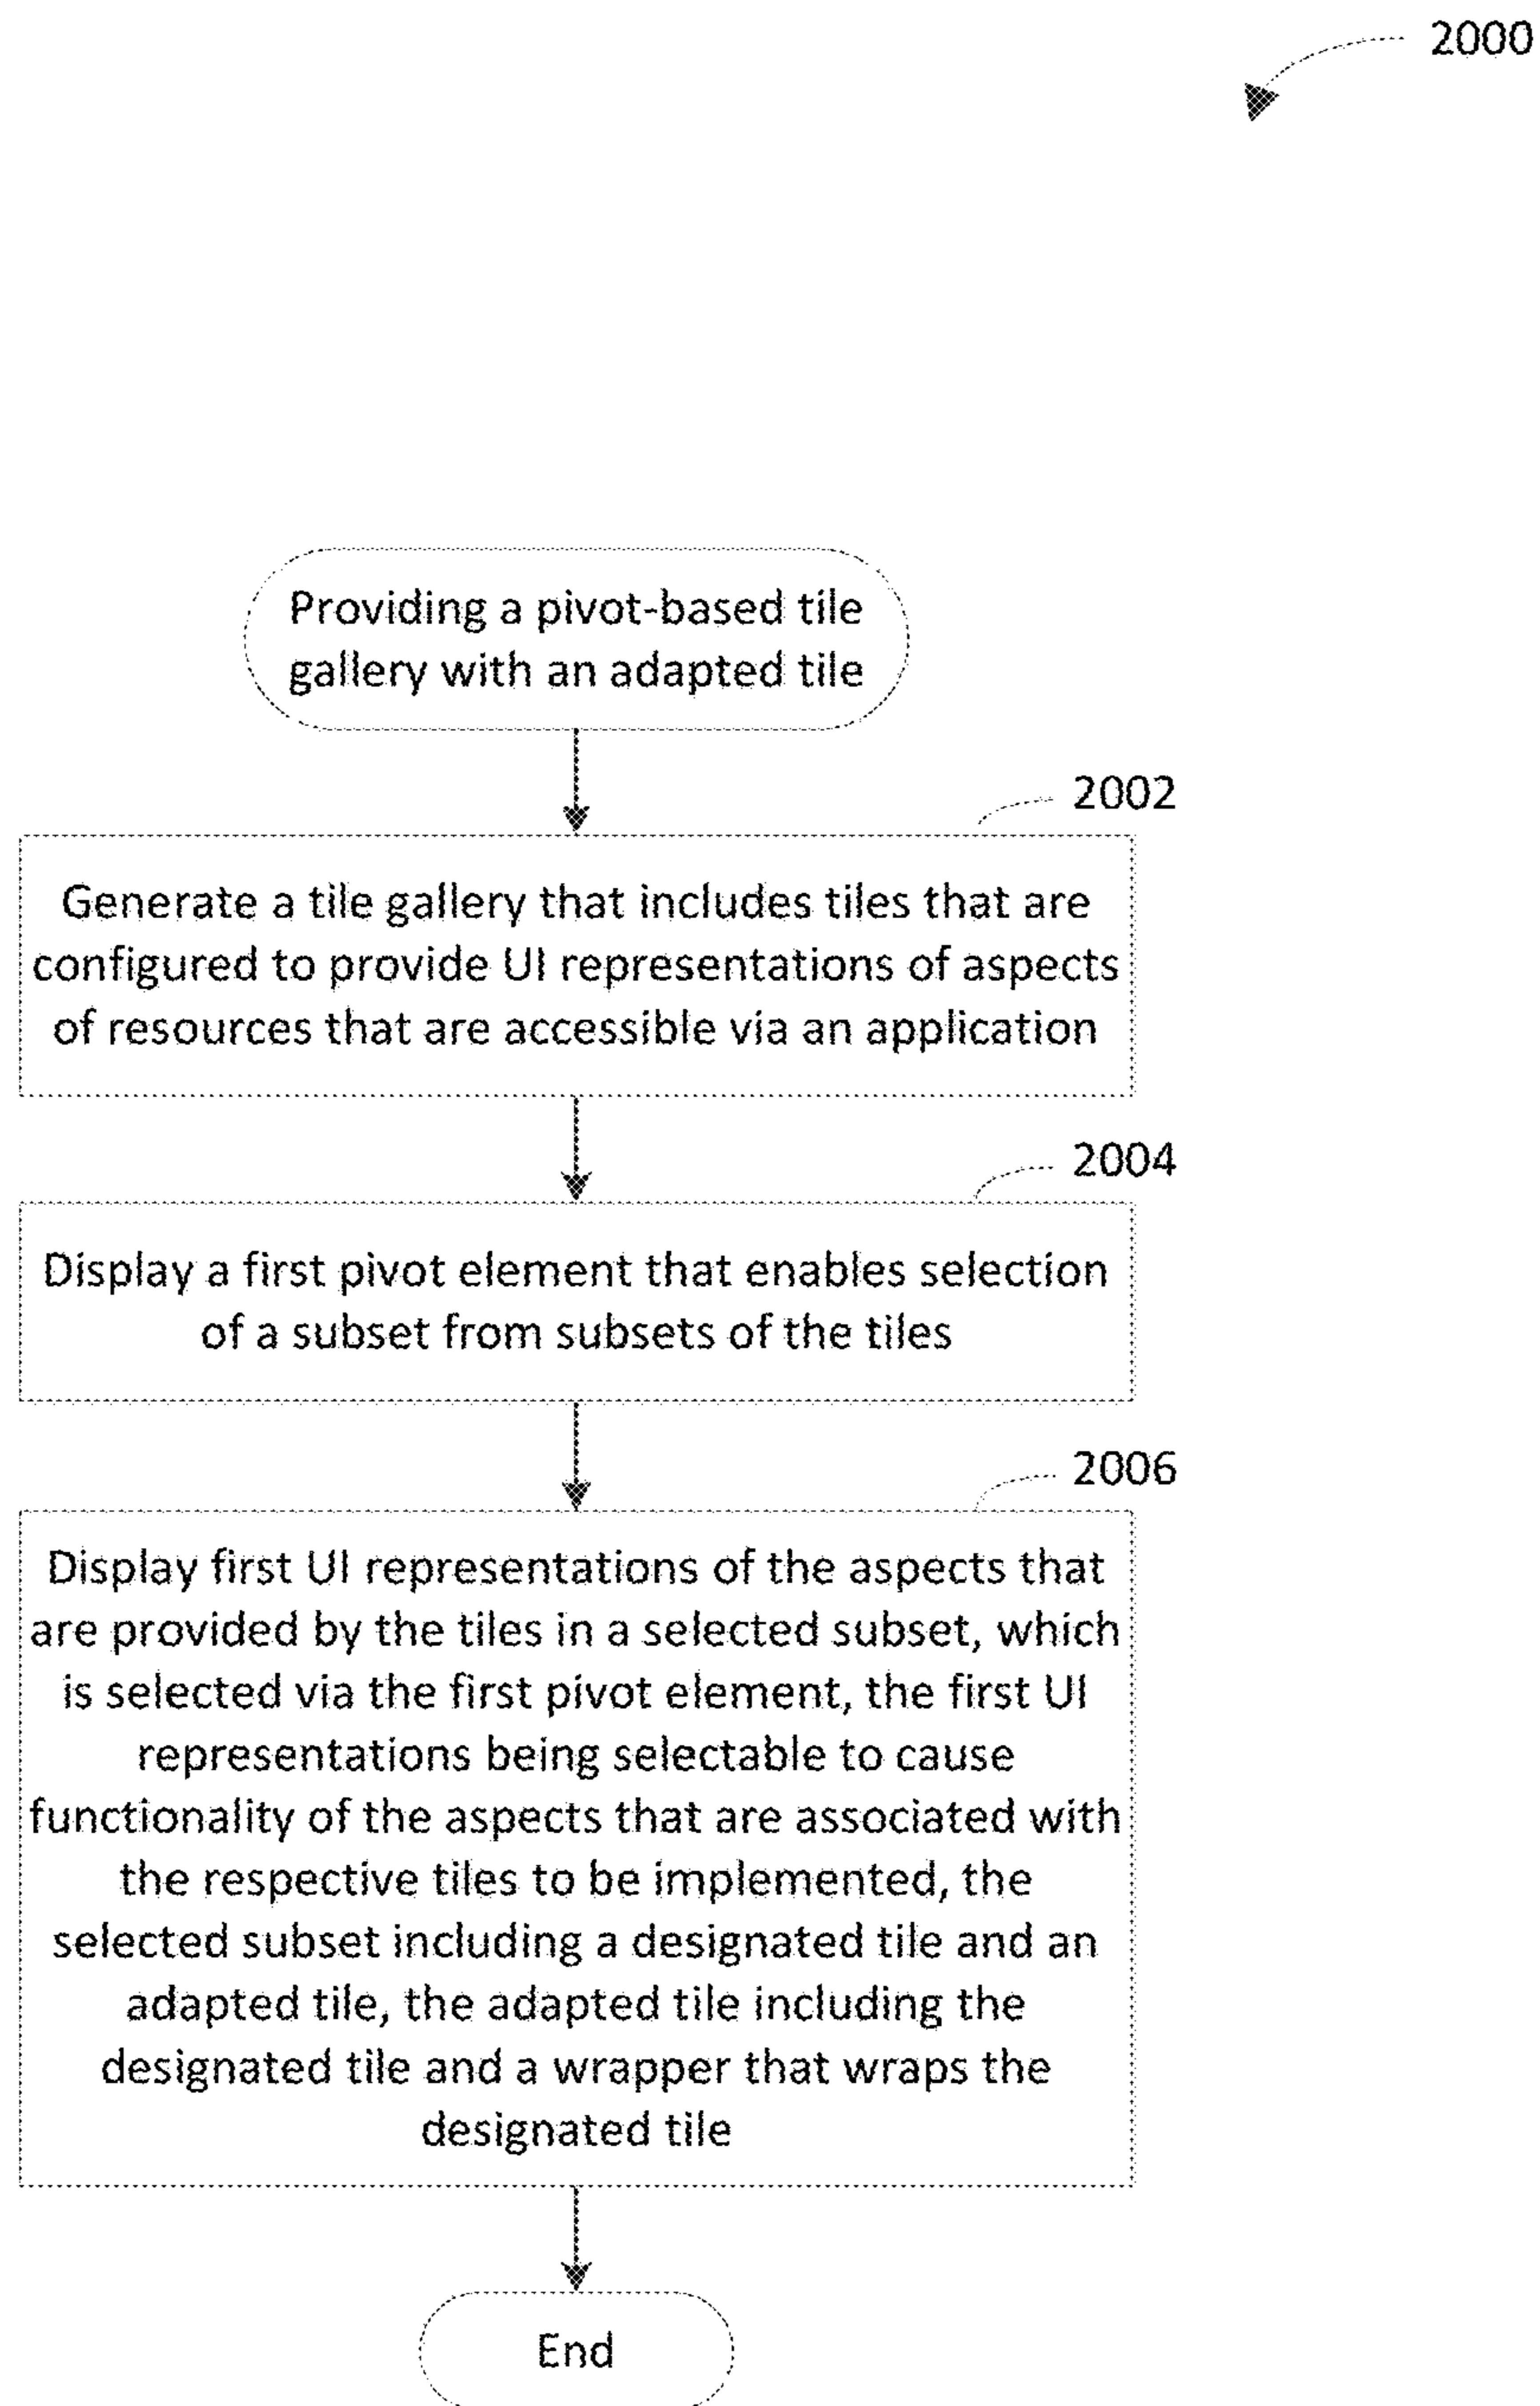 2000
Providing a pivot-based tile
gallery with an adapted tile
2002
Generate a tile gallery that includes tiles that are
configured to provide UI representations of aspects
of resources that are accessible via an application
2004
Display a first pivot element that enables selection
of a subset from subsets of the tiles
2006
Display first UI representations of the aspects that
are provided by the tiles in a selected subset, which
is selected via the first pivot element, the first UI
representations being selectable to cause
functionality of the aspects that are associated with
the respective tiles to be implemented, the
selected subset including a designated tile and an
adapted tile, the adapted tile including the
designated tile and a wrapper that wraps the
designated tile
End